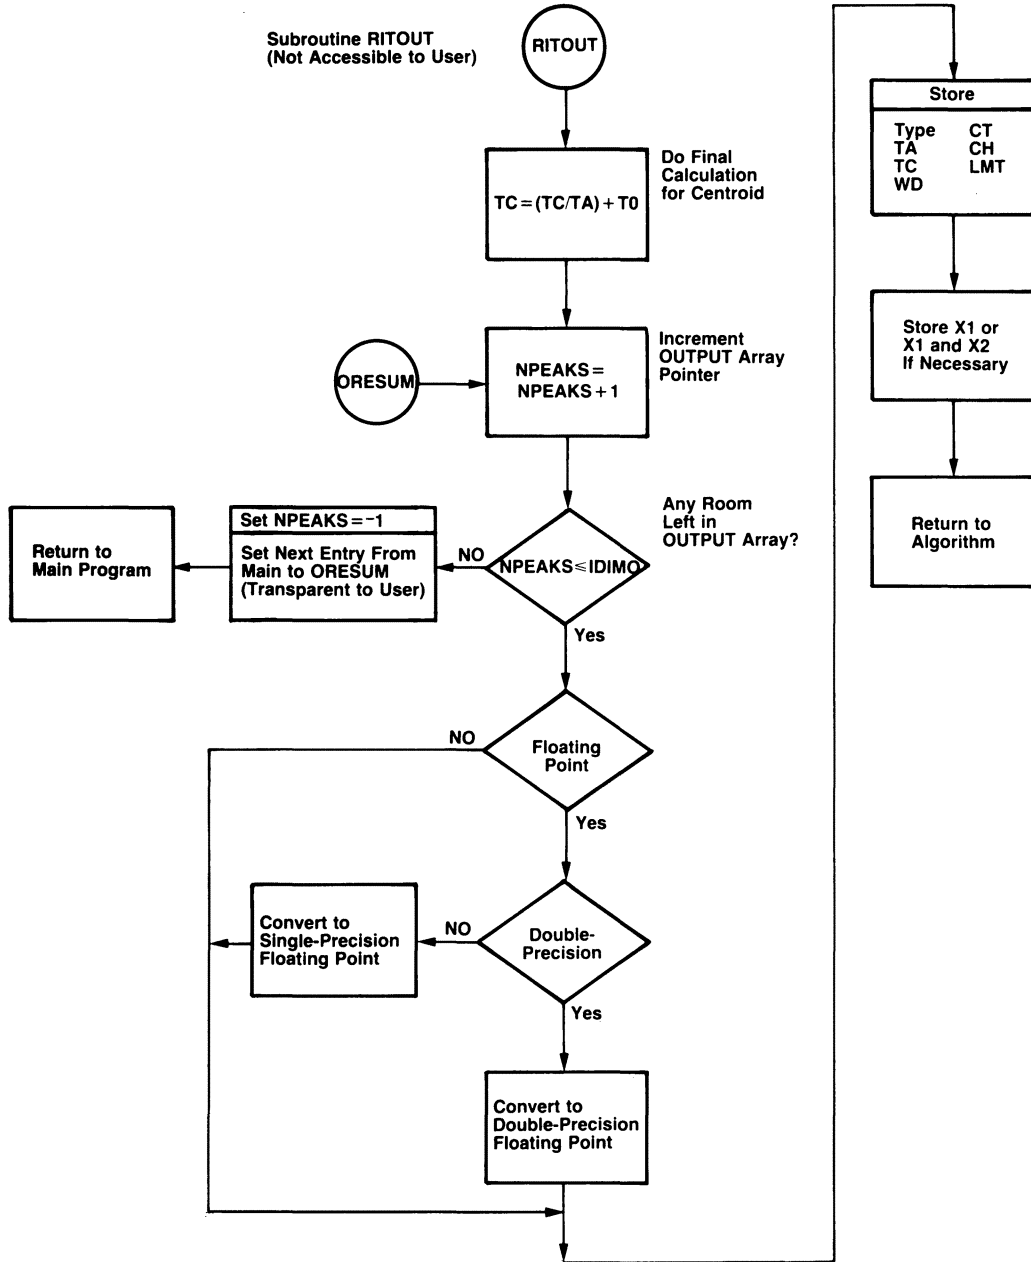 Subroutine RITOUT
(Not Accessible to User)
RITOUT
TC=(TC/TA)+T0
Do Final
Calculation
for Centroid
ORESUM
NPEAKS=
NPEAKS+1
Increment
OUTPUT Array
Pointer
Any Room
Left in
OUTPUT Array?
NPEAKS≤IDIMO
NO
Set NPEAKS=-1
Set Next Entry From
Main to ORESUM
(Transparent to User)
Return to
Main Program
Yes
Floating
Point
NO
Yes
Double-
Precision
NO
Convert to
Single-Precision
Floating Point
Yes
Convert to
Double-Precision
Floating Point
Store
Type CT
TA CH
TC LMT
WD
Store X1 or
X1 and X2
If Necessary
Return to
Algorithm